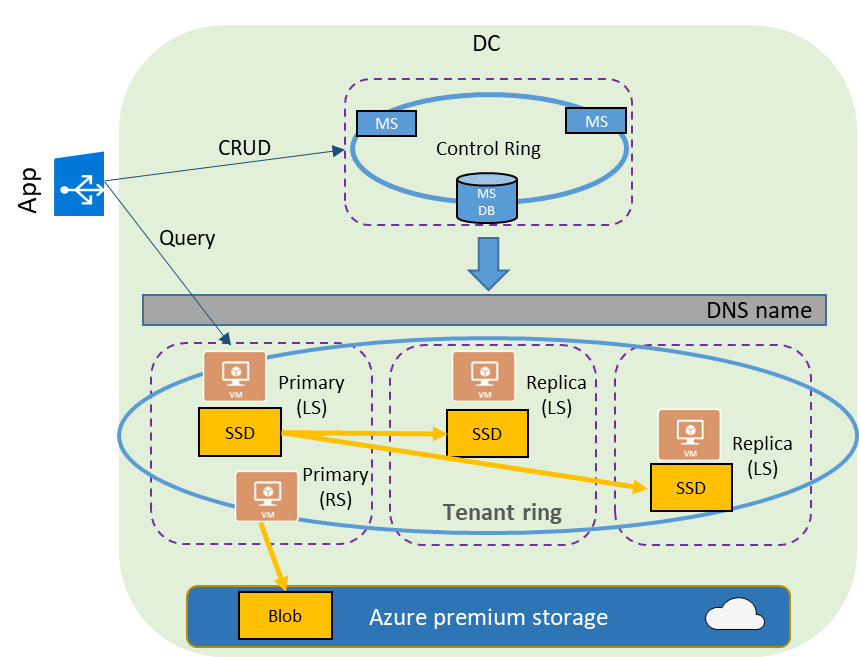 DC
MS
MS
Control Ring
MS
DB
CRUD
App
Query
DNS name
VM
Primary
(LS)
SSD
VM
Replica
(LS)
SSD
VM
Replica
(LS)
SSD
VM
Primary
(RS)
Tenant ring
Blob
Azure premium storage